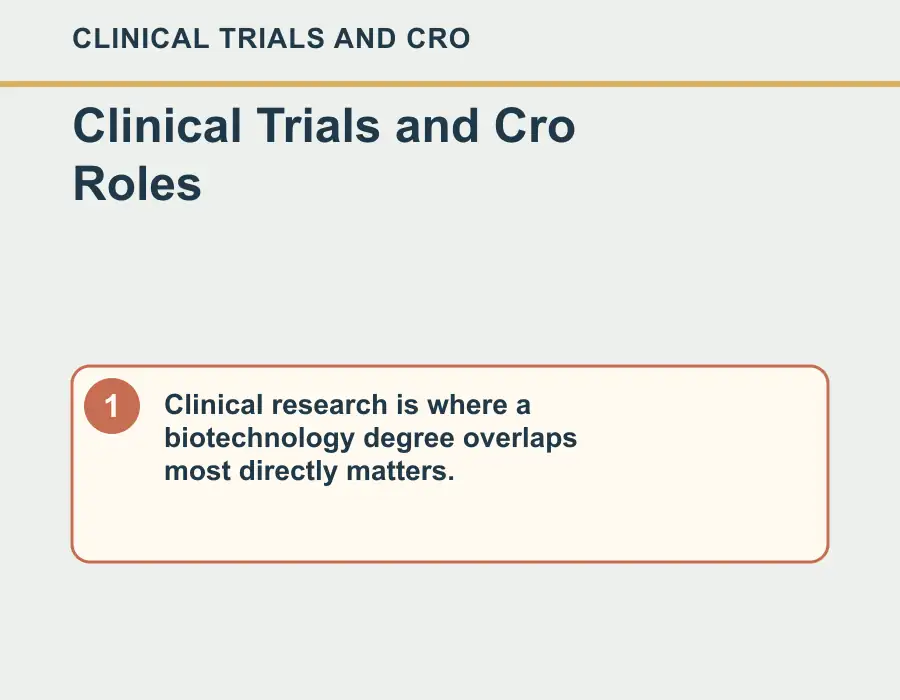 CLINICAL TRIALS AND CRO
Clinical Trials and Cro
Roles
1
Clinical research is where a
biotechnology degree overlaps
most directly matters.